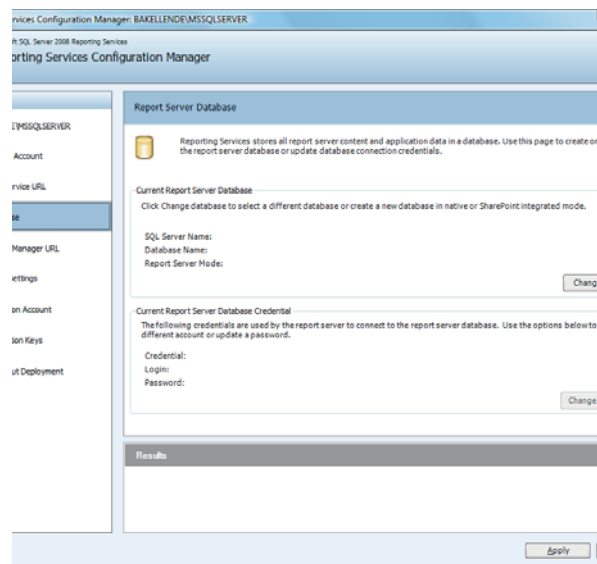 rvices Configuration Manager: BAKELLENDE\MSSQLSERVER
ft SQL Server 2008 Reporting Services
orting Services Configuration Manager
E\MSSQLSERVER
Account
rvice URL
se
Manager URL
ettings
on Account
ion Keys
ut Deployment
Report Server Database
Reporting Services stores all report server content and application data in a database. Use this page to create or
the report server database or update database connection credentials.
Current Report Server Database
Click Change database to select a different database or create a new database in native or SharePoint integrated mode.
SQL Server Name:
Database Name:
Report Server Mode:
Chang
Current Report Server Database Credential
The following credentials are used by the report server to connect to the report server database. Use the options below to
different account or update a password.
Credential:
Login:
Password:
Change
Results
Apply